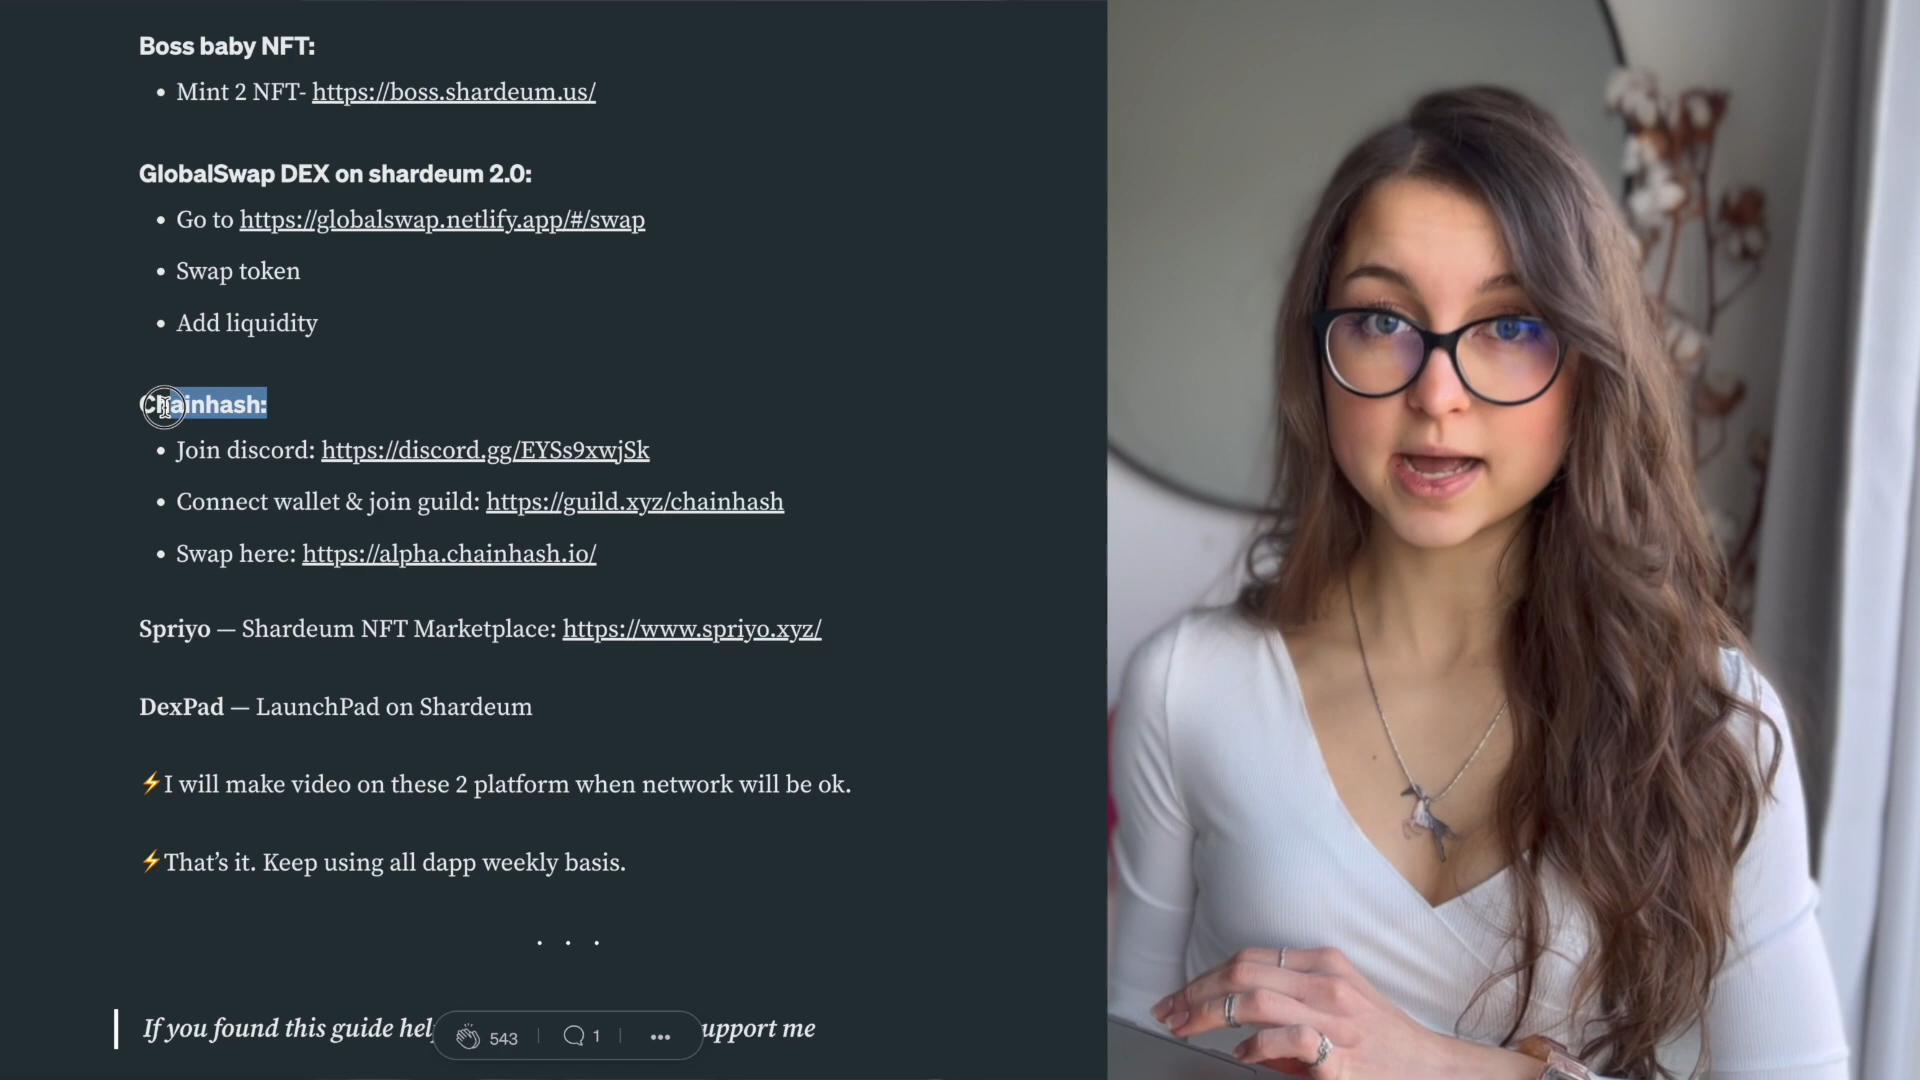 Boss baby NFT:
• Mint 2 NFT- https://boss.shardeum.us/
GlobalSwap DEX on shardeum 2.0:
• Go to https://globalswap.netlify.app/#/swap
• Swap token
• Add liquidity
Chainhash:
• Join discord: https://discord.gg/EYSs9xwjSk
• Connect wallet & join guild: https://guild.xyz/chainhash
• Swap here: https://alpha.chainhash.io/
Spriyo — Shardeum NFT Marketplace: https://www.spriyo.xyz/
DexPad — LaunchPad on Shardeum
⚡I will make video on these 2 platform when network will be ok.
⚡That’s it. Keep using all dapp weekly basis.
. . .
If you found this guide
543
1
me